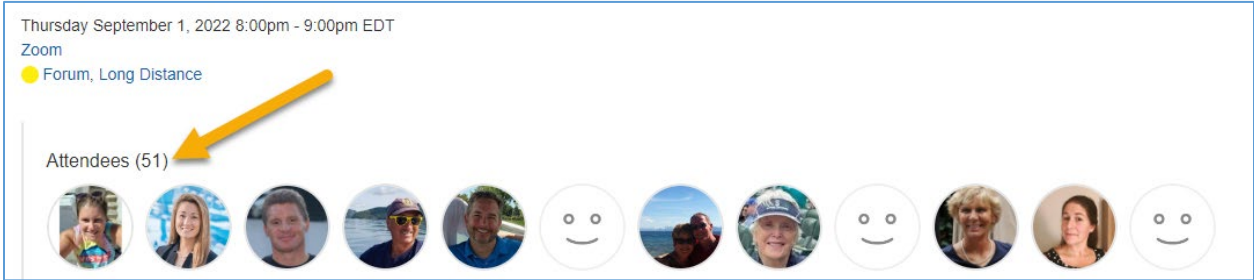 Thursday September 1, 2022 8:00pm - 9:00pm EDT
Zoom
Forum, Long Distance
Attendees (51)